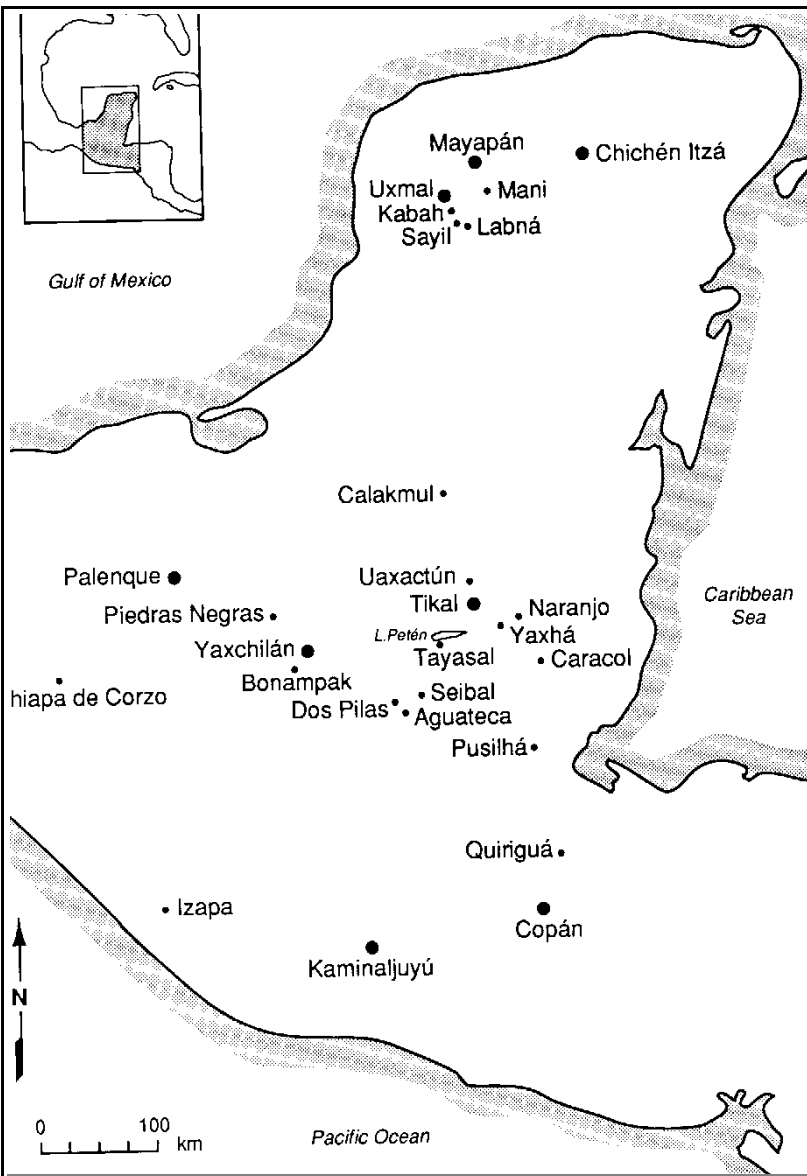 Mayapán
Chichén Itzá
Uxmal
Mani
Kabah
Sayil
Labná
Gulf of Mexico
Calakmul
Palenque
Uaxactún
Tikal
Naranjo
Caribbean
Sea
Piedras Negras
L.Petén
Yaxhá
Yaxchilán
Tayasal
Caracol
Bonampak
hiapa de Corzo
Seibal
Dos Pilas
Aguateca
Pusilhá
Quiriguá
Izapa
Copán
Kaminaljuyú
N
0 100
km
Pacific Ocean